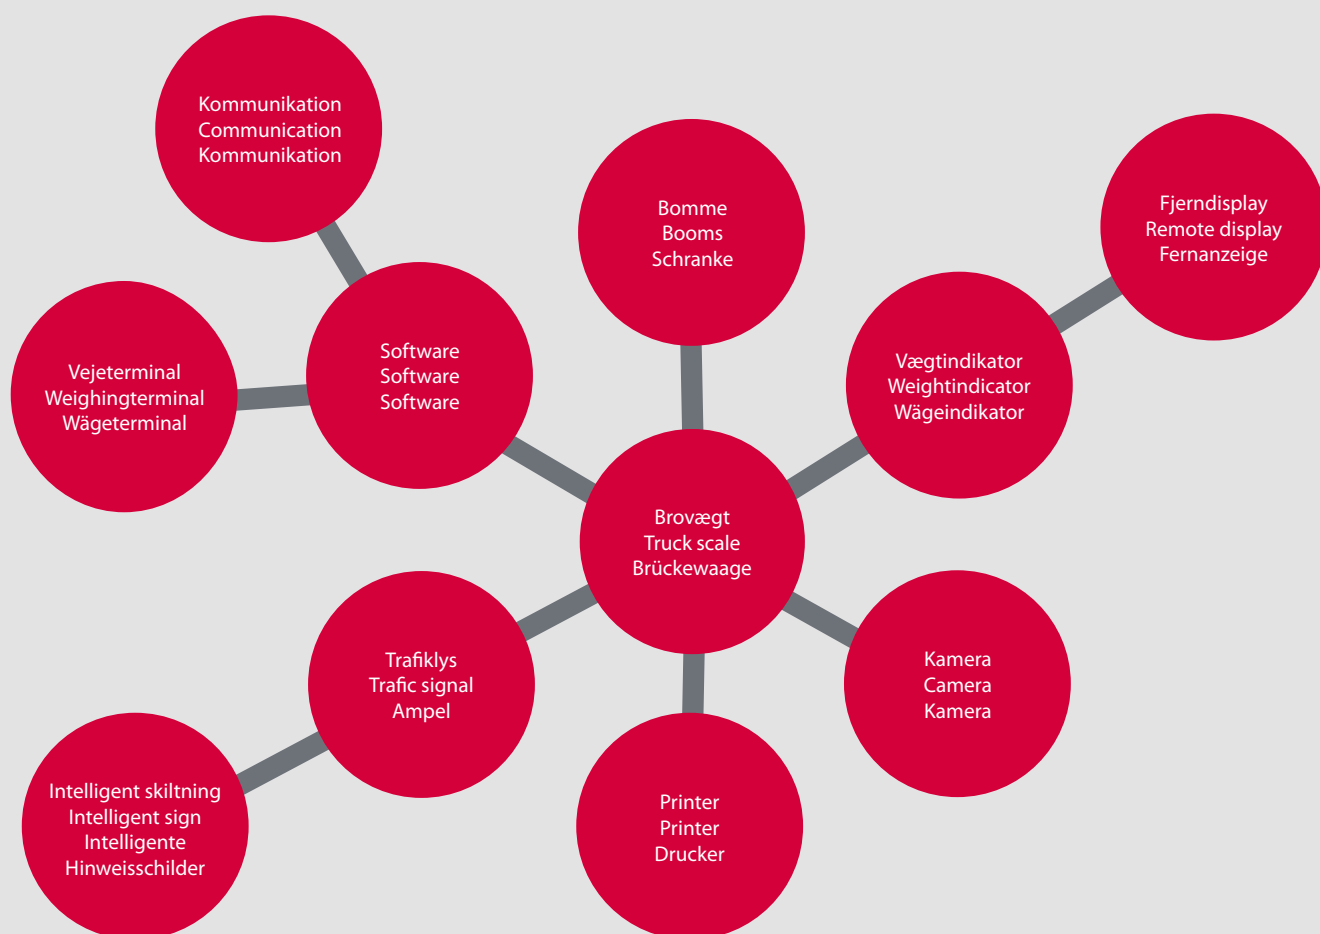 Kommunikation
Communication
Kommunikation
Bomme
Booms
Schranke
Fjerndisplay
Remote display
Fernanzeige
Vejeterminal
Weighingterminal
Wägeterminal
Software
Software
Software
Vægtindikator
Weightindicator
Wägeindikator
Brovægt
Truck scale
Brückewaage
Trafiklys
Trafic signal
Ampel
Kamera
Camera
Kamera
Intelligent skiltning
Intelligent sign
Intelligente
Hinweisschilder
Printer
Printer
Drucker